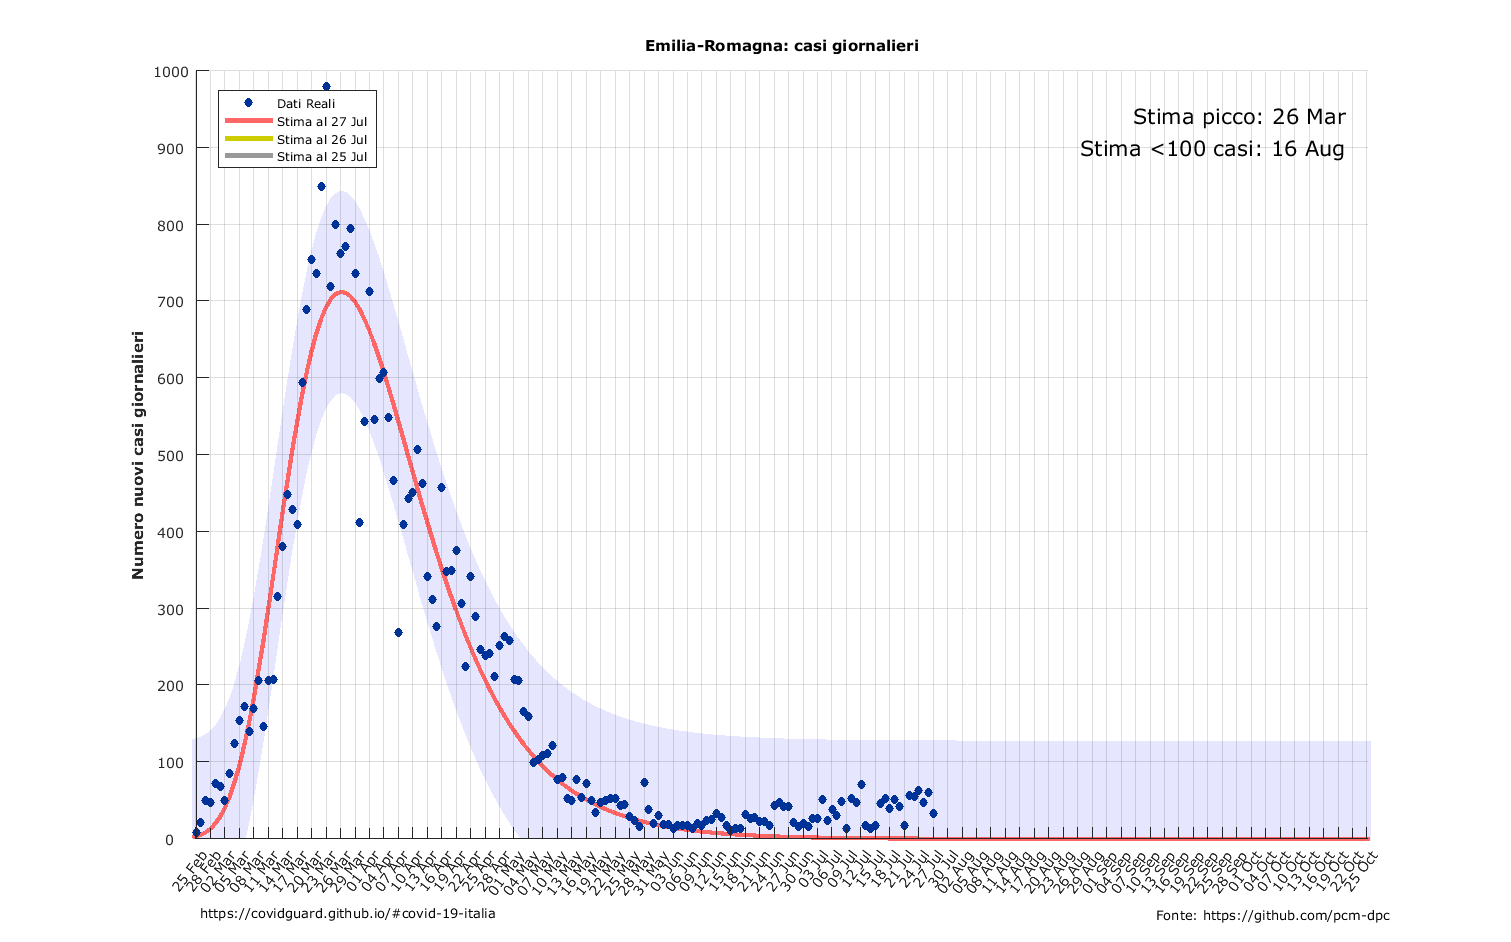 Emilia-Romagna: casi giornalieri
Stima picco: 26 Mar
Stima <100 casi: 16 Aug
Dati Reali
Stima al 27 Jul
Stima al 26 Jul
Stima al 25 Jul
Numero nuovi casi giornalieri
1000
900
800
700
600
500
400
300
200
100
0
25 Feb
28 Feb
02 Mar
05 Mar
08 Mar
11 Mar
14 Mar
17 Mar
20 Mar
23 Mar
26 Mar
29 Mar
01 Apr
04 Apr
07 Apr
10 Apr
13 Apr
16 Apr
19 Apr
22 Apr
25 Apr
28 Apr
01 May
04 May
07 May
10 May
13 May
16 May
19 May
22 May
25 May
28 May
31 May
03 Jun
06 Jun
09 Jun
12 Jun
15 Jun
18 Jun
21 Jun
24 Jun
27 Jun
30 Jun
03 Jul
06 Jul
09 Jul
12 Jul
15 Jul
18 Jul
21 Jul
24 Jul
27 Jul
30 Jul
02 Aug
05 Aug
08 Aug
11 Aug
14 Aug
17 Aug
20 Aug
23 Aug
26 Aug
29 Aug
01 Sep
04 Sep
07 Sep
10 Sep
13 Sep
16 Sep
19 Sep
22 Sep
25 Sep
28 Sep
01 Oct
04 Oct
07 Oct
10 Oct
13 Oct
16 Oct
19 Oct
22 Oct
25 Oct
https://covidguard.github.io/#covid-19-italia
Fonte: https://github.com/pcm-dpc